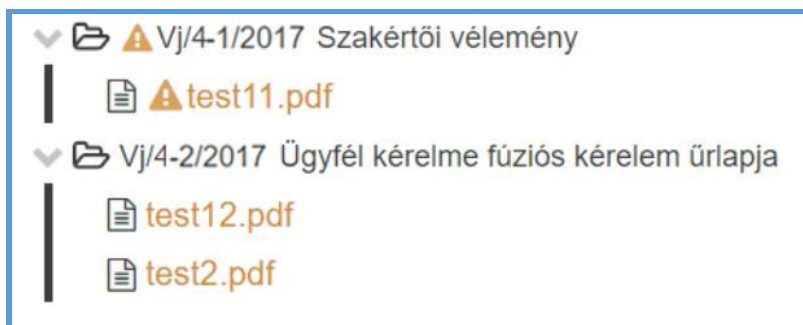 Vj/4-1/2017 Szakértői vélemény
test11.pdf
Vj/4-2/2017 Ügyfél kérelme fúziós kérelem űrlapja
test12.pdf
test2.pdf